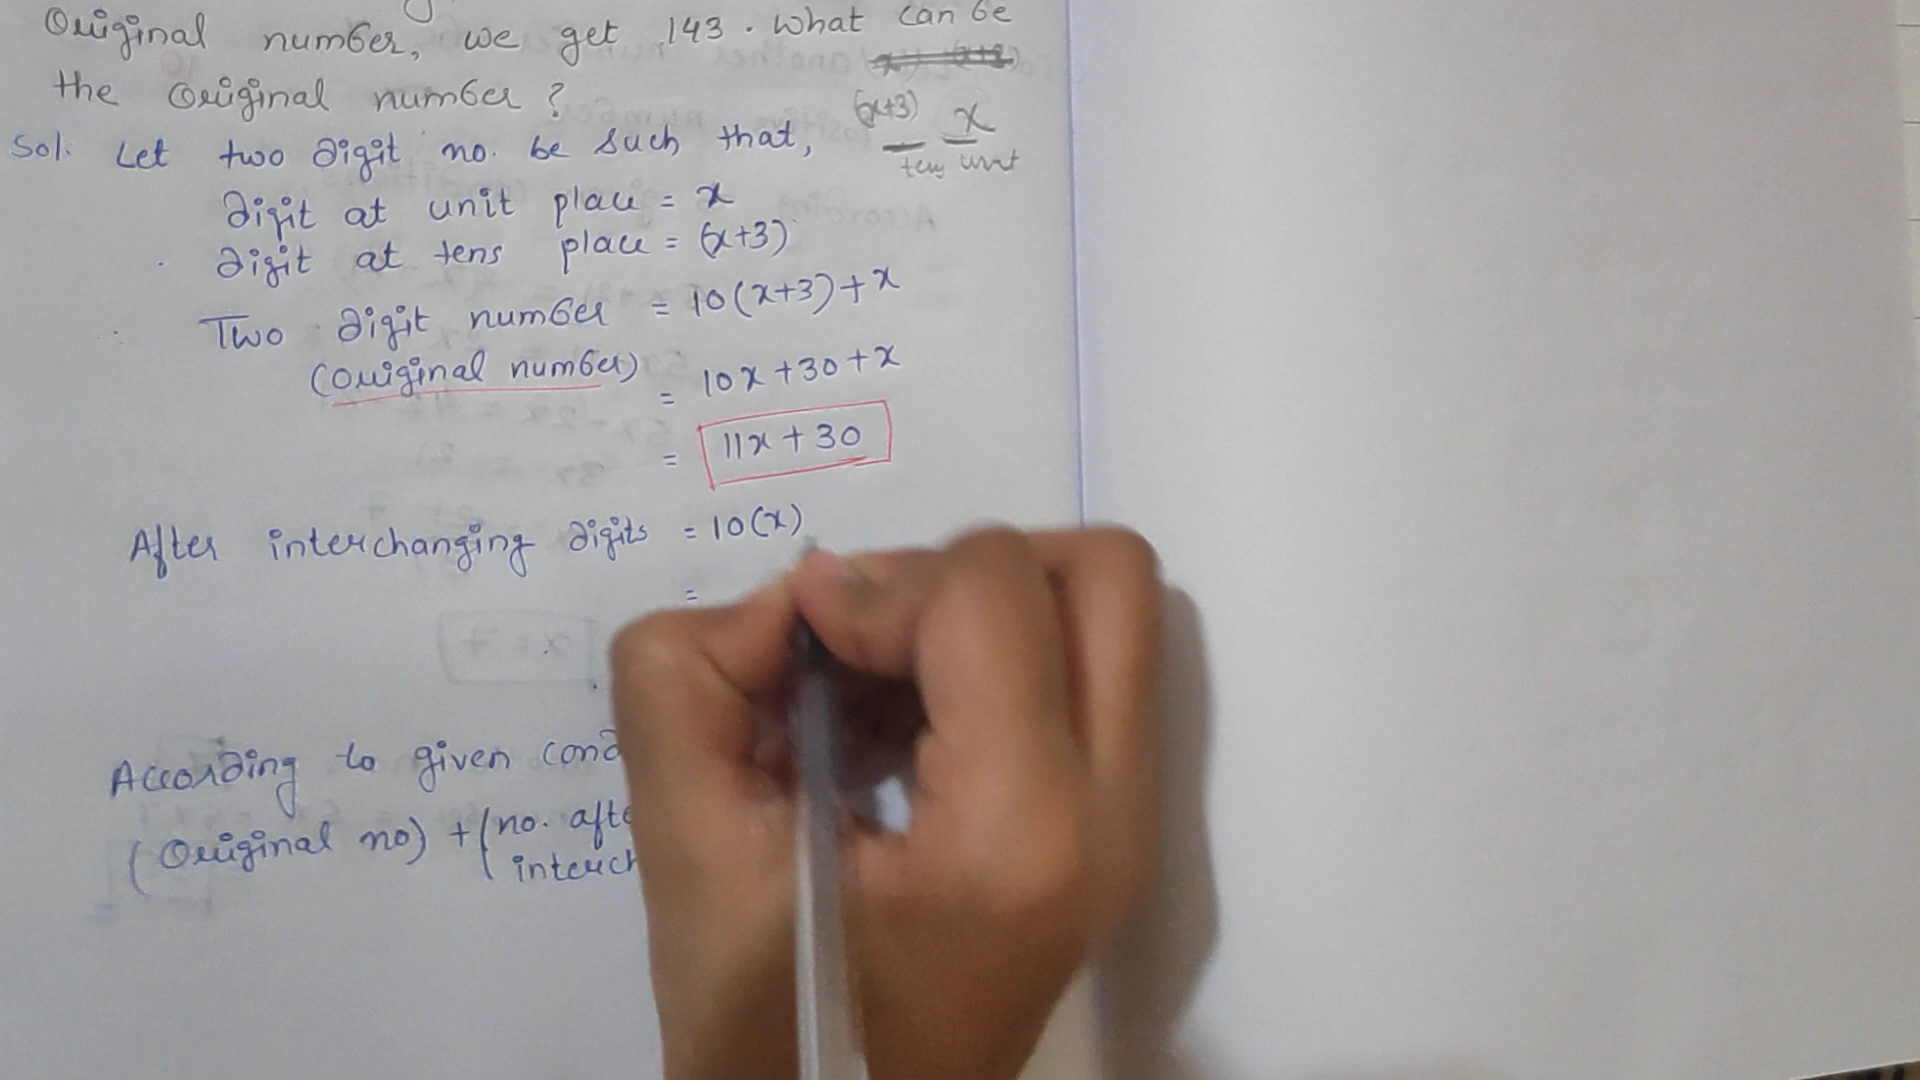 Original number, we get 143. What can be
the Original number?
(x+3) x
tens unit
Sol. Let two digit no. be such that,
digit at unit place = x
digit at tens place = (x+3)
Two digit number = 10(x+3)+x
(Original number)
= 10x+30+x
= 11x+30
After interchanging digits = 10(x)
=
According to given cond
(Original no) + (no. afte
interch